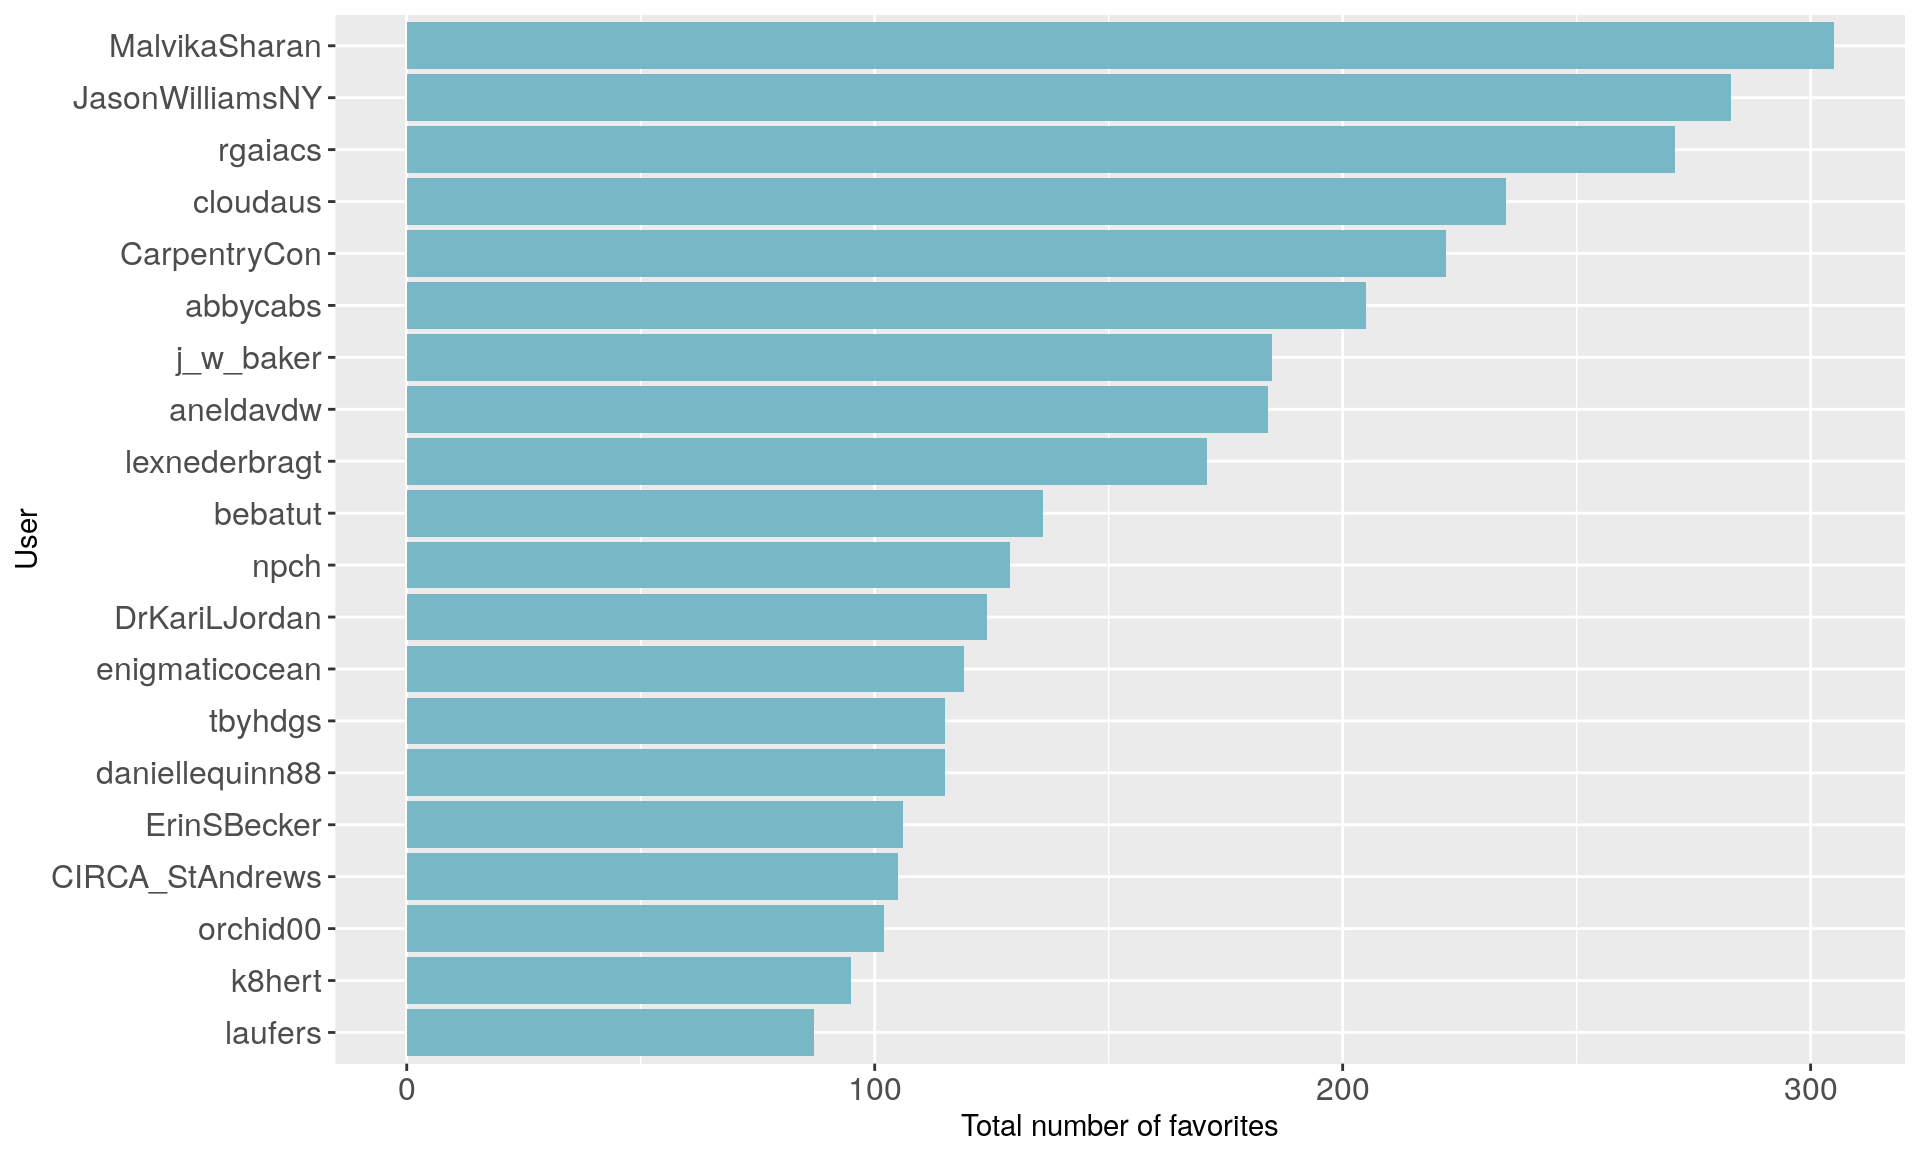 MalvikaSharan
JasonWilliamsNY
rgaiacs
cloudaus
CarpentryCon
abbycabs
j_w_baker
aneldavdw
lexnederbragt
bebatut
npch
DrKariLJordan
enigmaticocean
tbyhdgs
daniellequinn88
ErinSBecker
CIRCA_StAndrews
orchid00
k8hert
laufers
User
0 100 200 300
Total number of favorites